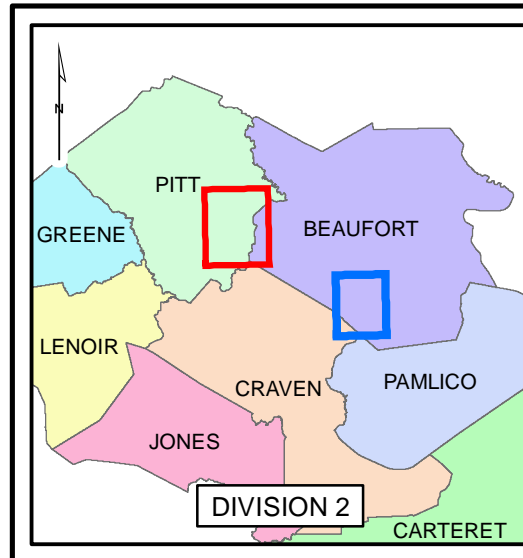 N
PITT
BEAUFORT
GREENE
LENOIR
PAMLICO
CRAVEN
JONES
DIVISION 2
CARTERET